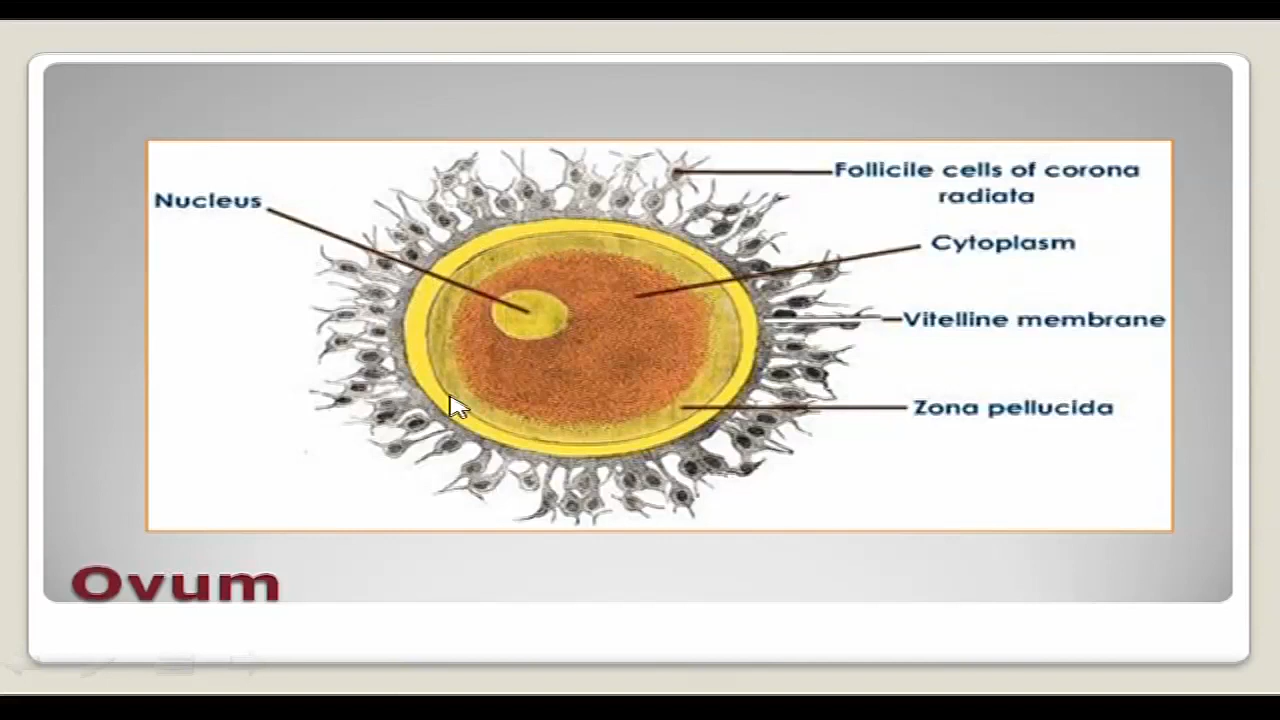 Nucleus
Follicile cells of corona
radiata
Cytoplasm
Vitelline membrane
Zona pellucida
Ovum